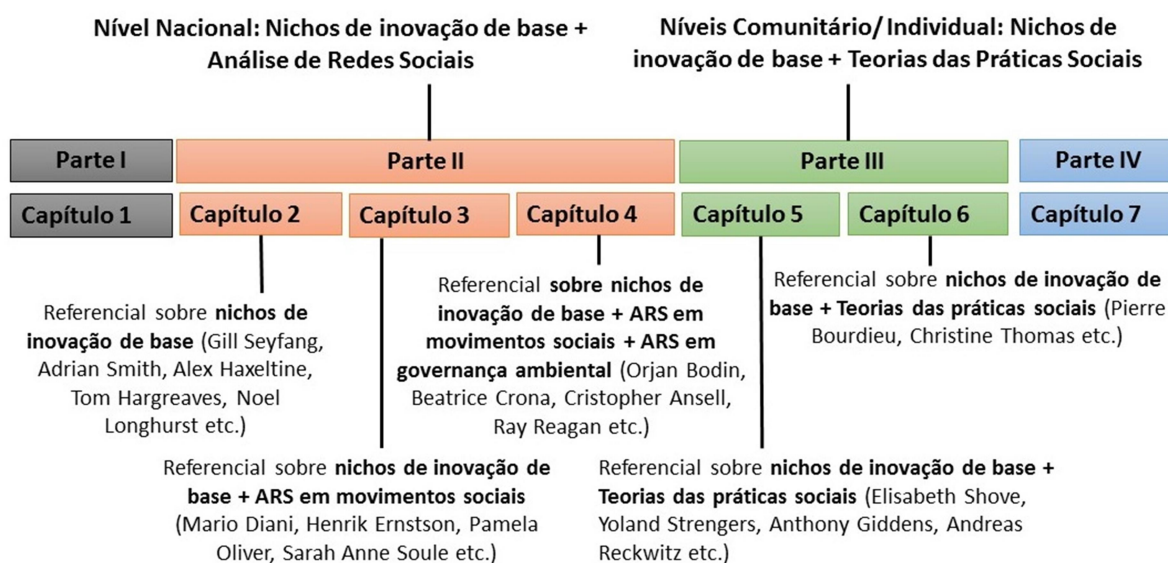 Nível Nacional: Nichos de inovação de base +
Análise de Redes Sociais
Níveis Comunitário/ Individual: Nichos de
inovação de base + Teorias das Práticas Sociais
Parte I
Parte II
Parte III
Parte IV
Capítulo 1
Capítulo 2
Capítulo 3
Capítulo 4
Capítulo 5
Capítulo 6
Capítulo 7
Referencial sobre nichos de
inovação de base (Gill Seyfang,
Adrian Smith, Alex Haxeltine,
Tom Hargreaves, Noel
Longhurst etc.)
Referencial sobre nichos de
inovação de base + ARS em
movimentos sociais + ARS em
governança ambiental (Orjan Bodin,
Beatrice Crona, Cristopher Ansell,
Ray Reagan etc.)
Referencial sobre nichos de inovação de
base + Teorias das práticas sociais (Pierre
Bourdieu, Christine Thomas etc.)
Referencial sobre nichos de inovação de
base + ARS em movimentos sociais
(Mario Diani, Henrik Ernstson, Pamela
Oliver, Sarah Anne Soule etc.)
Referencial sobre nichos de inovação de base +
Teorias das práticas sociais (Elisabeth Shove,
Yoland Strengers, Anthony Giddens, Andreas
Reckwitz etc.)